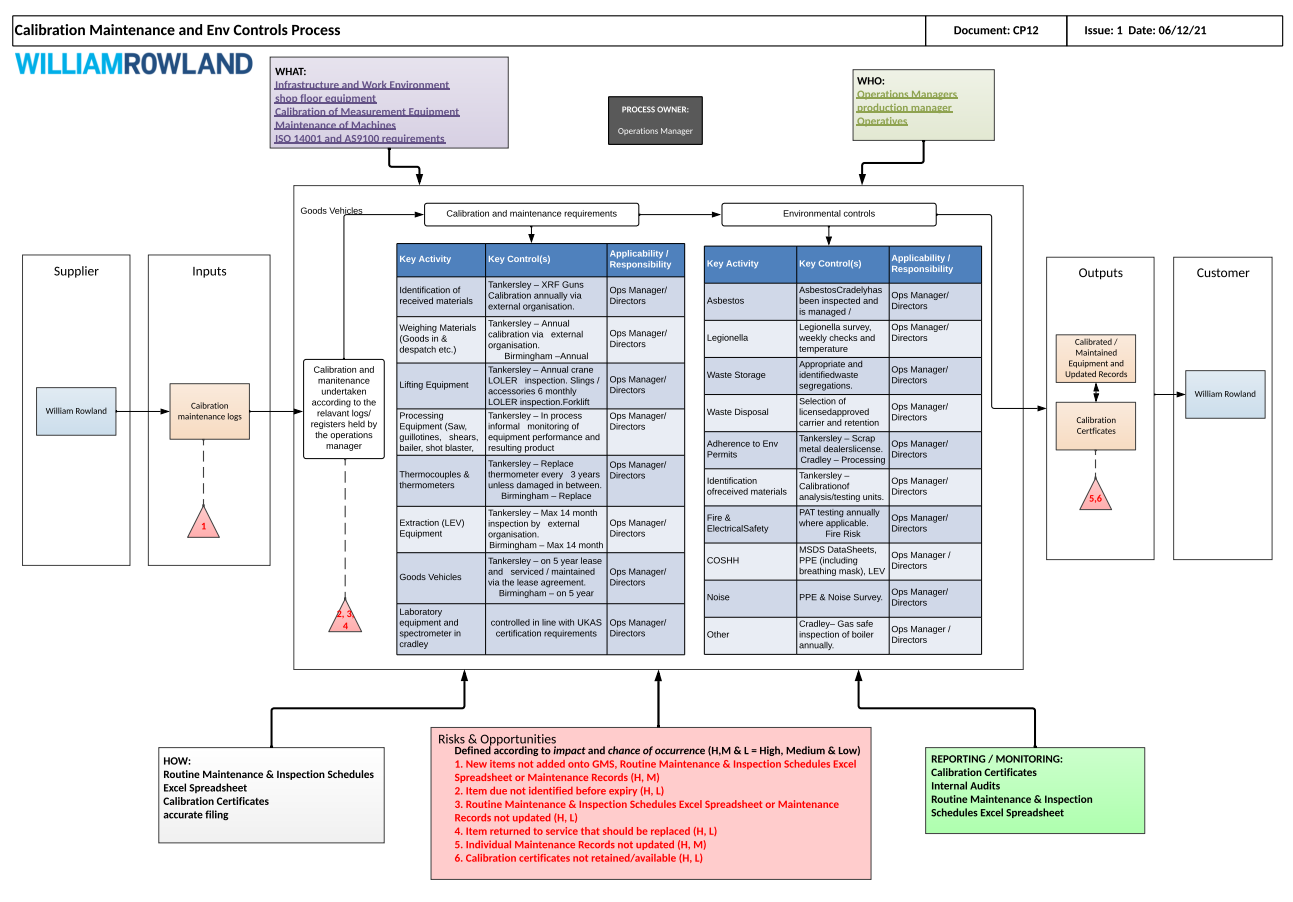 Calibration Maintenance and Env Controls Process
Document: CP12
Issue: 1 Date: 06/12/21
WILLIAMROWLAND
WHAT:
Infrastructure and Work Environment
shop floor equipment
Calibration of Measurement Equipment
Maintenance of Machines
ISO 14001 and AS9100 requirements
PROCESS OWNER:
Operations Manager
WHO:
Operations Managers
production manager
Operatives
Goods Vehicles
Calibration and maintenance requirements
Environmental controls
Supplier
William Rowland
Inputs
Caibration
maintenance logs
1
Calibration and
manitenance
undertaken
according to the
relavant logs/
registers held by
the operations
manager
2, 3,
4
Key Activity
Key Control(s)
Applicability /
Responsibility
Identification of
received materials
Tankersley – XRF Guns
Calibration annually via
external organisation.
Ops Manager/
Directors
Weighing Materials
(Goods in &
despatch etc.)
Tankersley – Annual
calibration via external
organisation.
Birmingham –Annual
Ops Manager/
Directors
Lifting Equipment
Tankersley – Annual crane
LOLER inspection. Slings /
accessories 6 monthly
LOLER inspection.Forklift
Ops Manager/
Directors
Processing
Equipment (Saw,
guillotines, shears,
bailer, shot blaster,
Tankersley – In process
informal monitoring of
equipment performance and
resulting product
Ops Manager/
Directors
Thermocouples &
thermometers
Tankersley – Replace
thermometer every 3 years
unless damaged in between.
Birmingham – Replace
Ops Manager/
Directors
Extraction (LEV)
Equipment
Tankersley – Max 14 month
inspection by external
organisation.
Birmingham – Max 14 month
Ops Manager/
Directors
Goods Vehicles
Tankersley – on 5 year lease
and serviced / maintained
via the lease agreement.
Birmingham – on 5 year
Ops Manager/
Directors
Laboratory
equipment and
spectrometer in
cradley
controlled in line with UKAS
certification requirements
Ops Manager/
Directors
Key Activity
Key Control(s)
Applicability /
Responsibility
Asbestos
AsbestosCradelyhas
been inspected and
is managed /
Ops Manager/
Directors
Legionella
Legionella survey,
weekly checks and
temperature
Ops Manager/
Directors
Waste Storage
Appropriate and
identifiedwaste
segregations.
Ops Manager/
Directors
Waste Disposal
Selection of
licensedapproved
carrier and retention
Ops Manager/
Directors
Adherence to Env
Permits
Tankersley – Scrap
metal dealerslicense.
Cradley – Processing
Ops Manager/
Directors
Identification
ofreceived materials
Tankersley –
Calibrationof
analysis/testing units.
Ops Manager/
Directors
Fire &
ElectricalSafety
PAT testing annually
where applicable.
Fire Risk
Ops Manager/
Directors
COSHH
MSDS DataSheets,
PPE (including
breathing mask), LEV
Ops Manager /
Directors
Noise
PPE & Noise Survey.
Ops Manager/
Directors
Other
Cradley– Gas safe
inspection of boiler
annually.
Ops Manager /
Directors
Outputs
Calibrated /
Maintained
Equipment and
Updated Records
Calibration
Certficates
5,6
Customer
William Rowland
HOW:
Routine Maintenance & Inspection Schedules
Excel Spreadsheet
Calibration Certificates
accurate filing
Risks & Opportunities
Defined according to impact and chance of occurrence (H,M & L = High, Medium & Low)
1. New items not added onto GMS, Routine Maintenance & Inspection Schedules Excel
Spreadsheet or Maintenance Records (H, M)
2. Item due not identified before expiry (H, L)
3. Routine Maintenance & Inspection Schedules Excel Spreadsheet or Maintenance
Records not updated (H, L)
4. Item returned to service that should be replaced (H, L)
5. Individual Maintenance Records not updated (H, M)
6. Calibration certificates not retained/available (H, L)
REPORTING / MONITORING:
Calibration Certificates
Internal Audits
Routine Maintenance & Inspection
Schedules Excel Spreadsheet